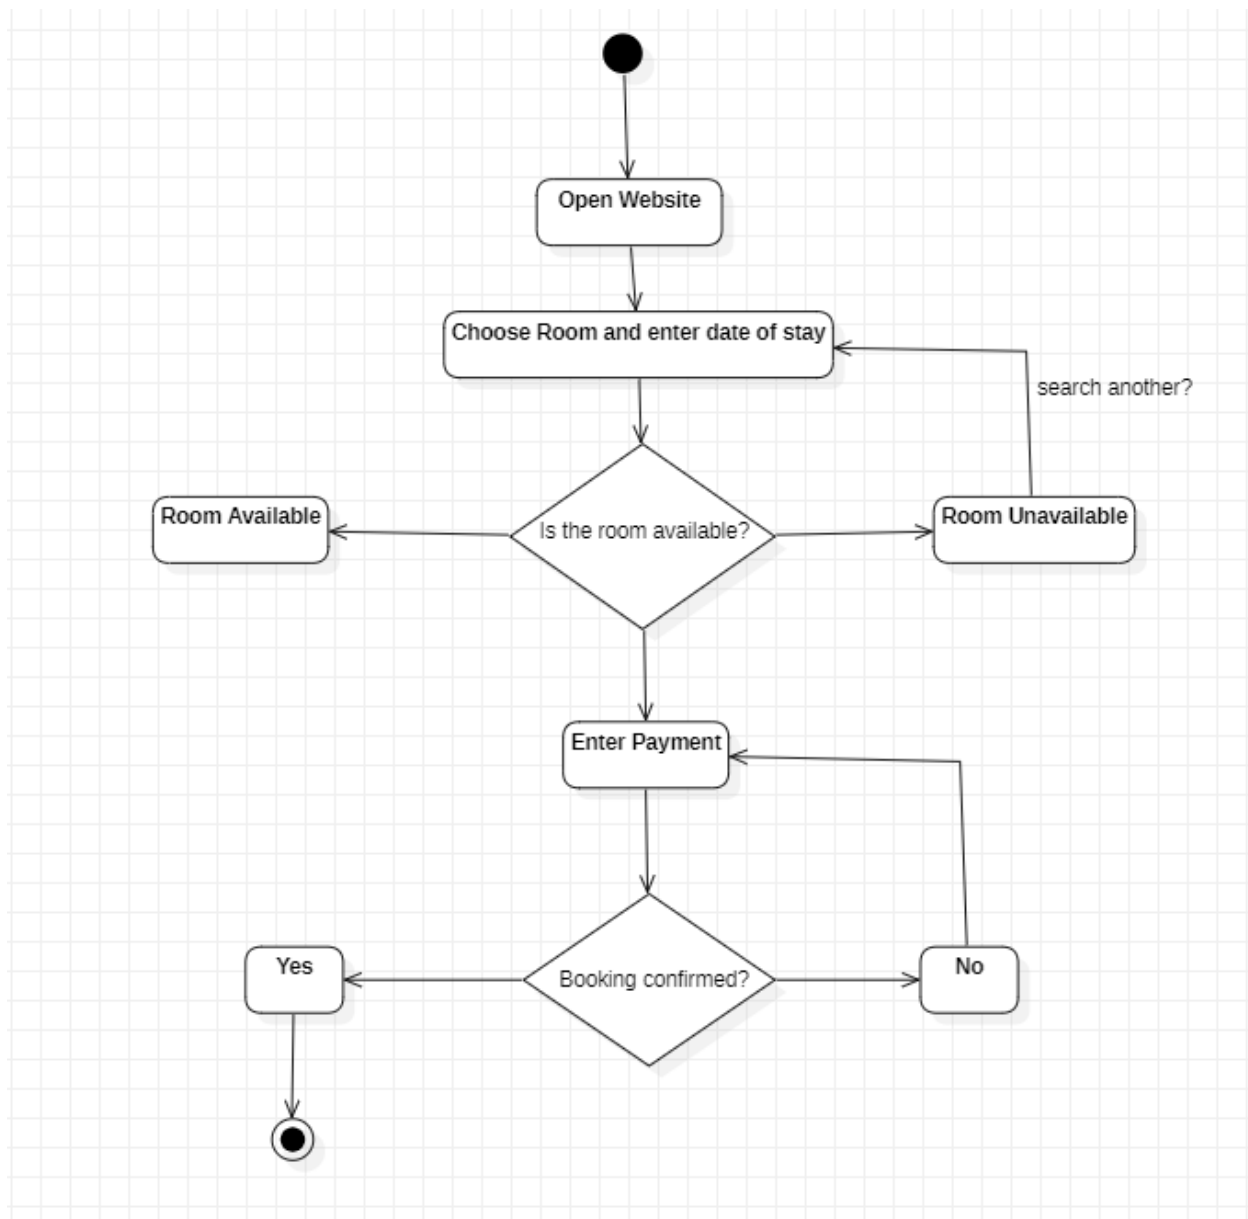 Open Website
Choose Room and enter date of stay
search another?
Room Available
Is the room available?
Room Unavailable
Enter Payment
Yes
Booking confirmed?
No